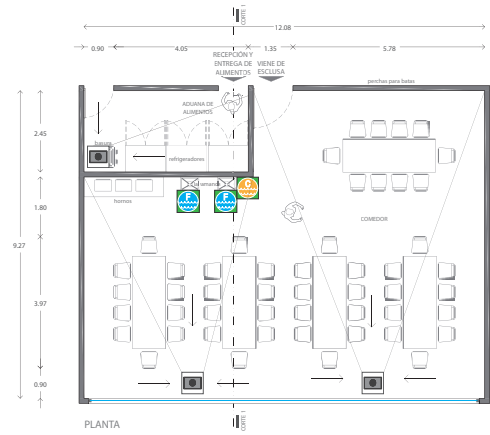 CORTE 1
12.08
0.90
4.05
1.35
5.78
RECEPCIÓN Y
ENTREGA DE
ALIMENTOS
VIENE DE
ESCLUSA
perchas para batas
ADUANA DE
ALIMENTOS
2.45
basura
refrigeradores
1.80
hornos
F
F
C
COMEDOR
9.27
3.97
0.90
CORTE 1
PLANTA